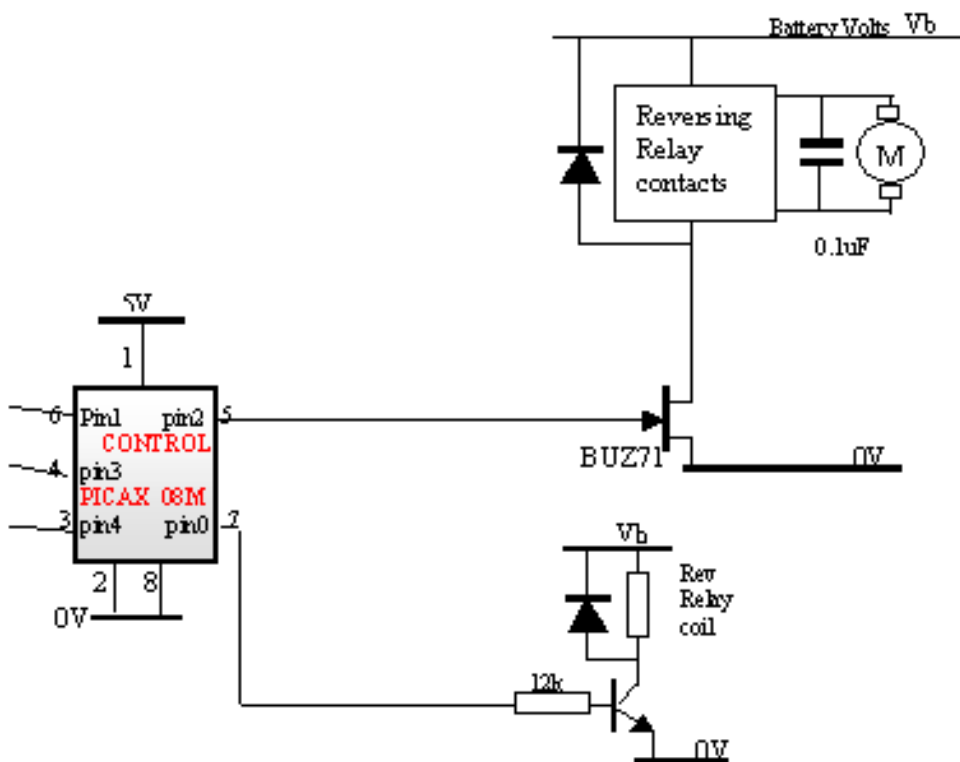 Battery Volts Vb
Reversing
Relay
contacts
M
0.1uF
5V
1
6 Pin1 pin2 5
CONTROL
4 pin3
PICAX 08M
3 pin4 pin0 7
2 8
0V
BUZ71
0V
Vb
Rev
Relay
coil
12k
0V